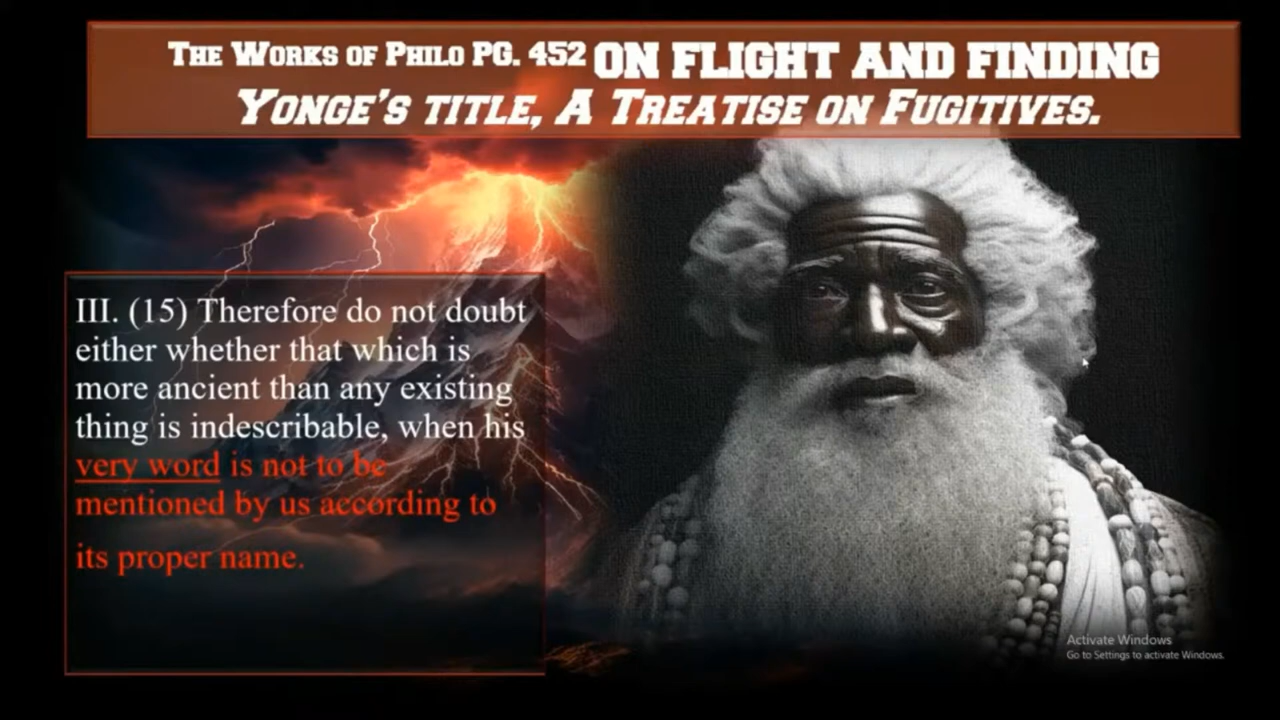 The Works of Philo PG. 452 ON FLIGHT AND FINDING
Yonge's title, A Treatise on Fugitives.
III. (15) Therefore do not doubt
either whether that which is
more ancient than any existing
thing is indescribable, when his
very word is not to be
mentioned by us according to
its proper name.
Activate Windows
Go to Settings to activate Windows.